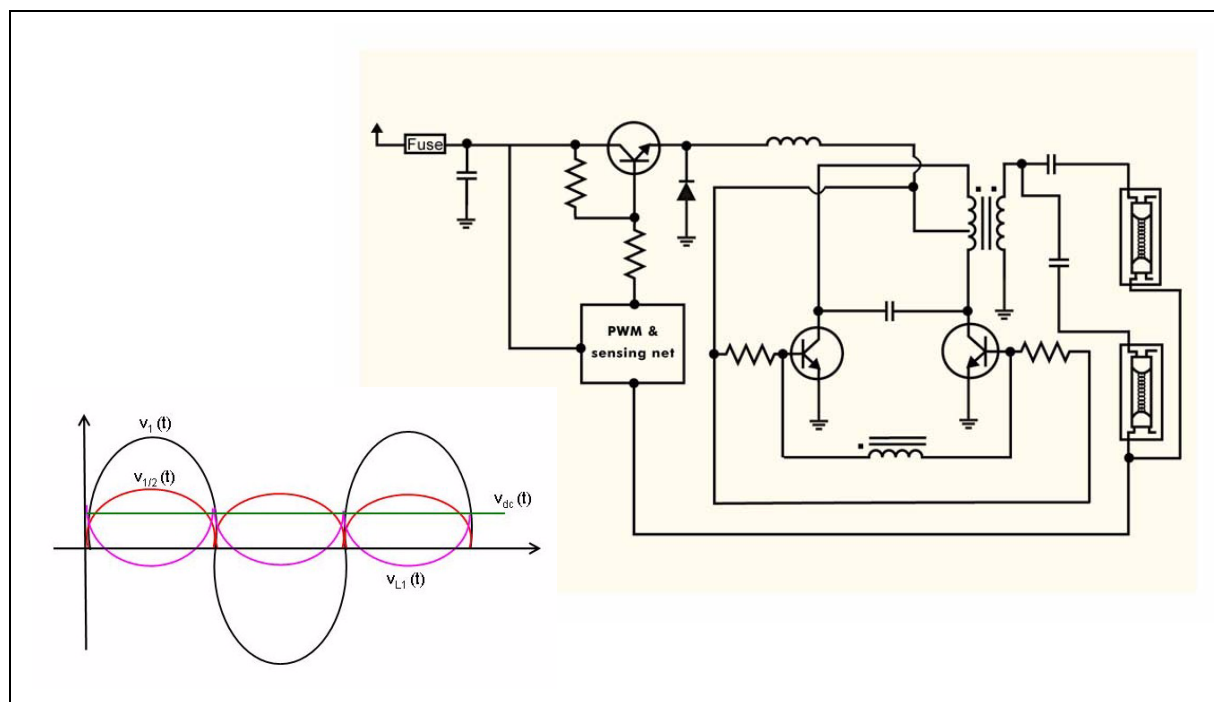 Fuse
PWM &
sensing net
v1 (t)
v1/2 (t)
vdc (t)
vL1 (t)